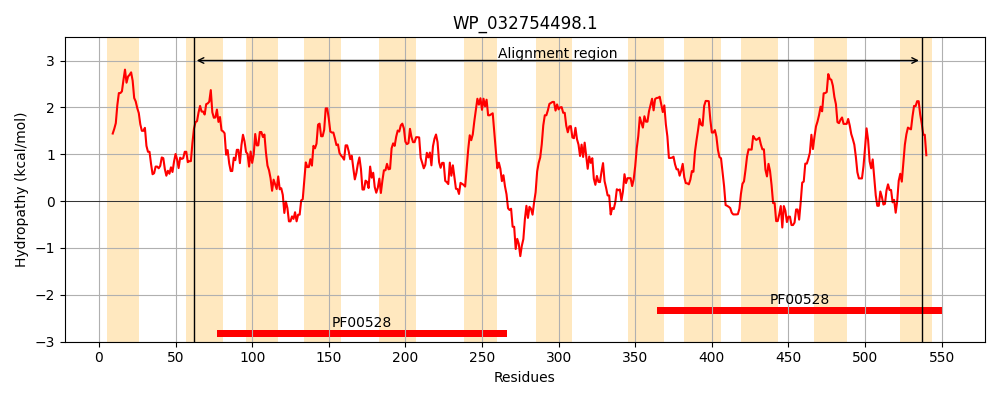 WP_032754498.1
Hydropathy (kcal/mol)
3
2
1
0
−1
−2
−3
Alignment region
PF00528
PF00528
0 50 100 150 200 250 300 350 400 450 500 550
Residues